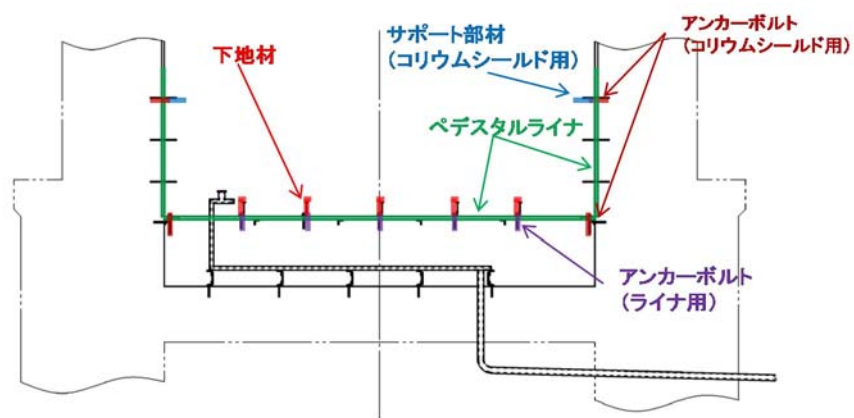 下地材
サポート部材
(コリウムシールド用)
アンカーボルト
(コリウムシールド用)
ペデスタルライナ
アンカーボルト
(ライナ用)